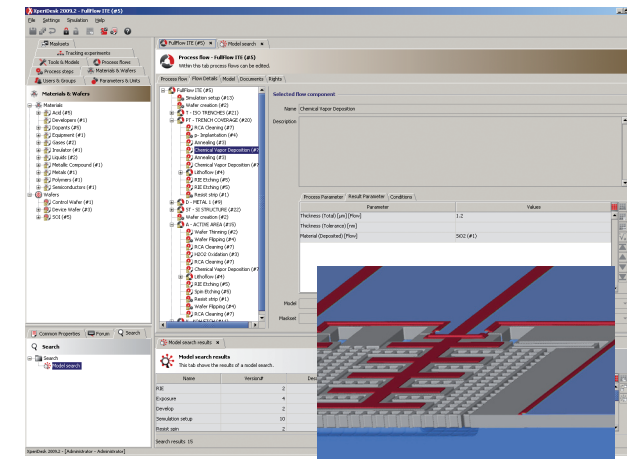 XperiDesk 2009.2 - FullFlow ITE (#5)
File Settings Simulation Help
Masksets
Tracking experiments
Tools & Models Process flows
Process steps Materials & Wafers
Users & Groups Parameters & Units
Materials & Wafers
Materials
Acid (#5)
Developers (#1)
Dopants (#5)
Equipment (#1)
Gases (#2)
Insulator (#1)
Liquids (#2)
Metallic Compound (#1)
Metals (#1)
Polymers (#1)
Semiconductors (#1)
Wafers
Control Wafer (#1)
Device Wafer (#3)
SOI (#5)
Common Properties Forum Search
Search
Search
Model search
FullFlow ITE (#5) Model search
Process flow - FullFlow ITE (#5)
Within this tab process flows can be edited.
Process flow Flow Details Model Documents Rights
FullFlow ITE (#5)
Simulation setup (#13)
Wafer creation (#2)
T - ISO TRENCHES (#21)
PT - TRENCH COVERAGE (#20)
RCA Cleaning (#7)
p- Implantation (#4)
Annealing (#3)
Chemical Vapor Deposition (#7
Annealing (#3)
Chemical Vapor Deposition (#7
Lithoflow (#4)
RIE Etching (#5)
RIE Etching (#5)
Resist strip (#1)
D - METAL 1 (#9)
ST - SI STRUCTURE (#22)
Wafer creation (#2)
A - ACTIVE AREA (#15)
Wafer Thinning (#2)
Wafer Flipping (#4)
RCA Cleaning (#7)
H2O2 Oxidation (#3)
RCA Cleaning (#7)
Chemical Vapor Deposition (#7
Lithoflow (#4)
RIE Etching (#5)
Spin Etching (#5)
Resist strip (#1)
Wafer Flipping (#4)
RCA Cleaning (#7)
Selected flow component
Name Chemical Vapor Deposition
Description
Process Parameter Result Parameter Conditions
Parameter Values
Thickness (Total) [µm] [Flow] 1.2
Thickness (Tolerance) [nm]
Material (Deposited) [Flow] SiO2 (#1)
Model
Maskset
Model search results
Model search results
This tab shows the results of a model search.
Name Version# Des
RIE 2
Exposure 4
Develop 2
Simulation setup 10
Resist spin 2
Search results 15
XperiDesk 2009.2 - [Administrator - Administrator]